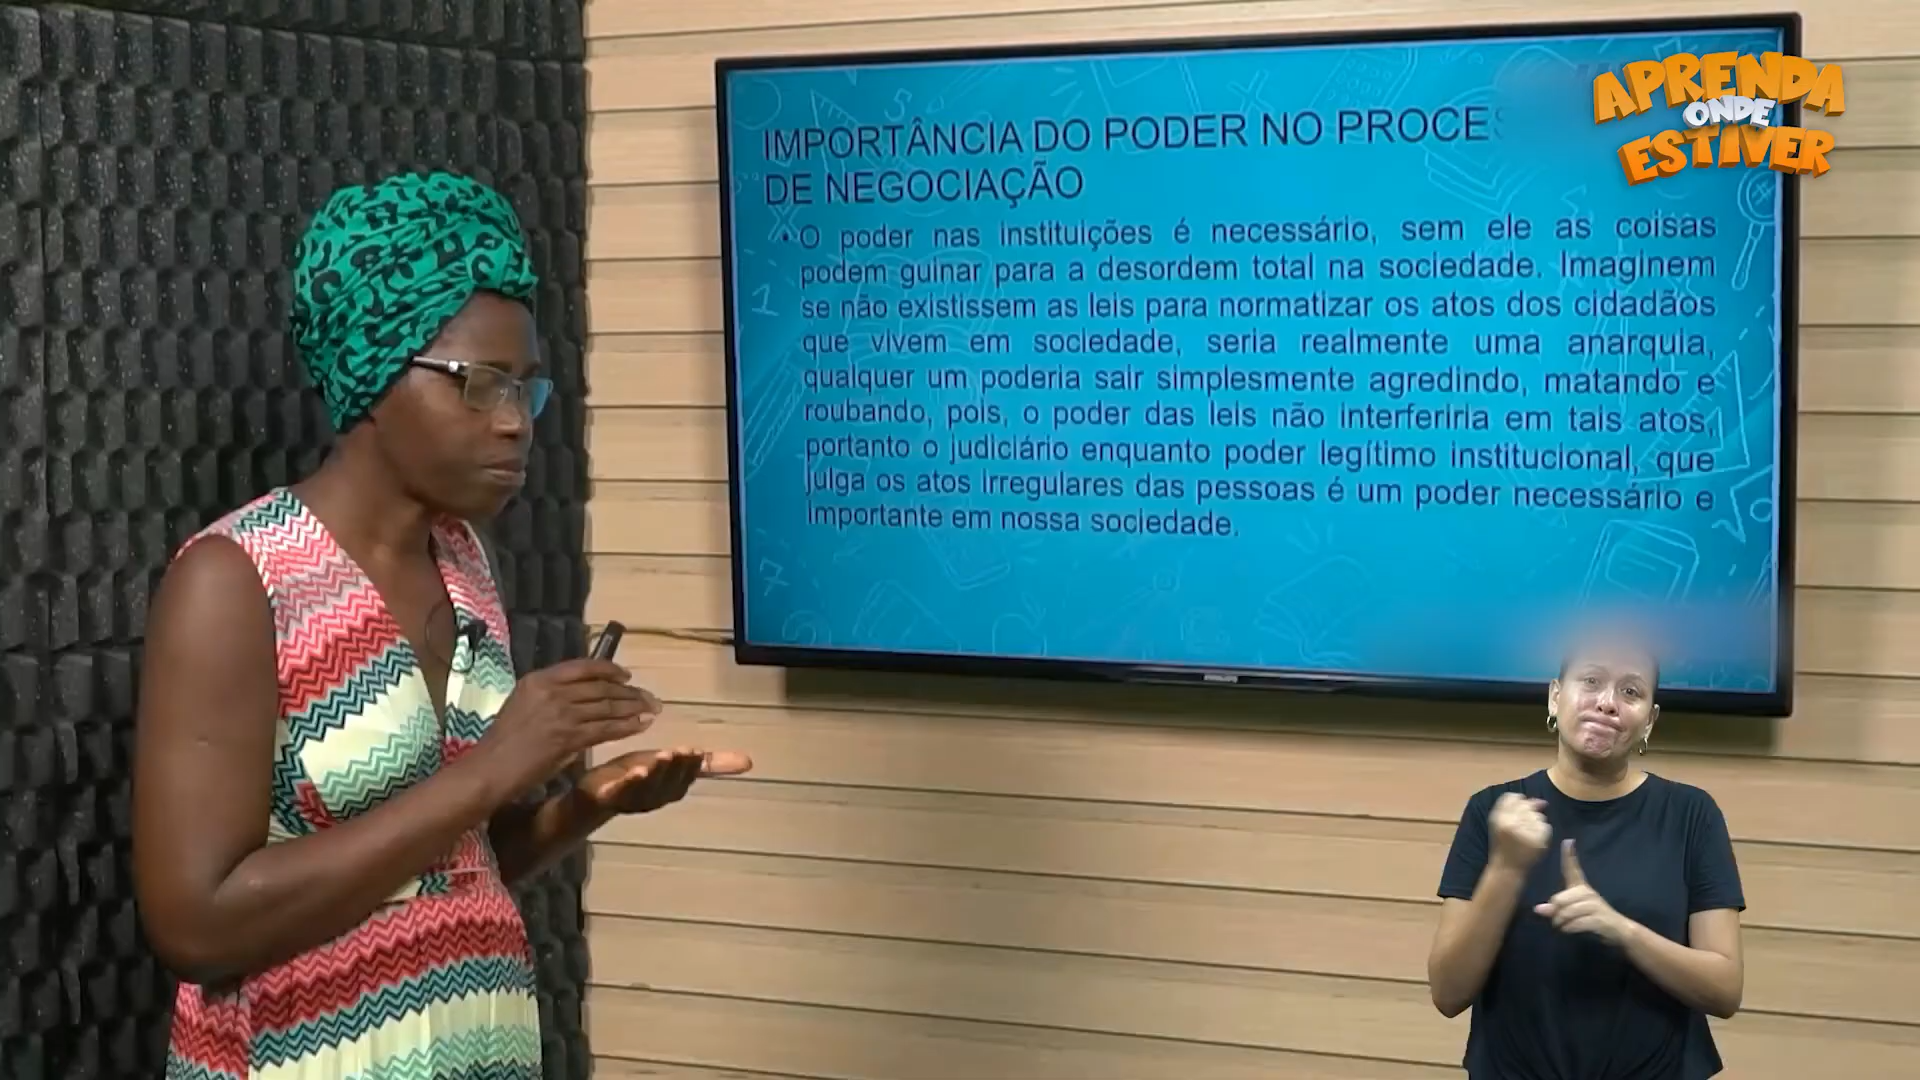 IMPORTÂNCIA DO PODER NO PROCES
DE NEGOCIAÇÃO
• O poder nas instituições é necessário, sem ele as coisas
podem guinar para a desordem total na sociedade. Imaginem
se não existissem as leis para normatizar os atos dos cidadãos
que vivem em sociedade, seria realmente uma anarquia,
qualquer um poderia sair simplesmente agredindo, matando e
roubando, pois, o poder das leis não interferiria em tais atos,
portanto o judiciário enquanto poder legítimo institucional, que
julga os atos irregulares das pessoas é um poder necessário e
importante em nossa sociedade.
APRENDA
ONDE
ESTIVER